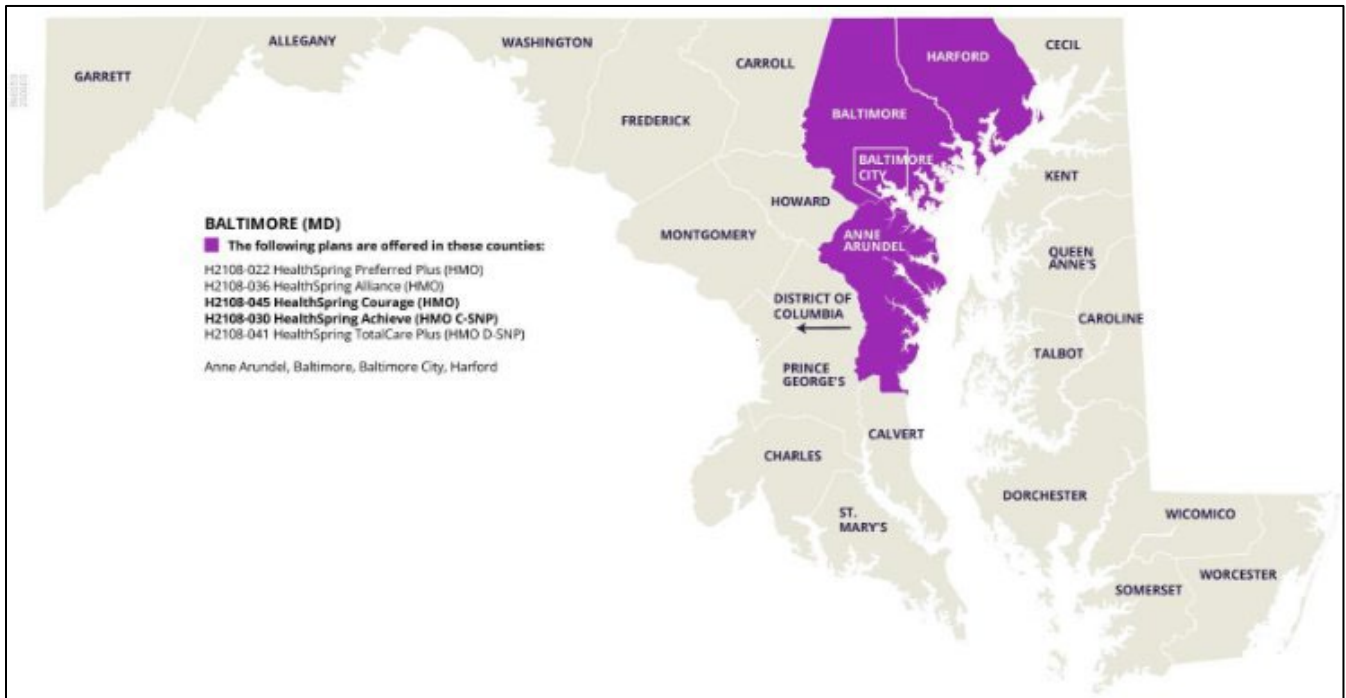 ALLEGANY
WASHINGTON
GARRETT
CARROLL
HARFORD
CECIL
FREDERICK
BALTIMORE
BALTIMORE
CITY
KENT
HOWARD
MONTGOMERY
ANNE
ARUNDEL
QUEEN
ANNE'S
BALTIMORE (MD)
The following plans are offered in these counties:
H2108-022 HealthSpring Preferred Plus (HMO)
H2108-036 HealthSpring Alliance (HMO)
H2108-045 HealthSpring Courage (HMO)
H2108-030 HealthSpring Achieve (HMO C-SNP)
H2108-041 HealthSpring TotalCare Plus (HMO D-SNP)
Anne Arundel, Baltimore, Baltimore City, Harford
DISTRICT OF
COLUMBIA
CAROLINE
TALBOT
PRINCE
GEORGE'S
CALVERT
CHARLES
ST.
MARY'S
DORCHESTER
WICOMICO
SOMERSET
WORCESTER